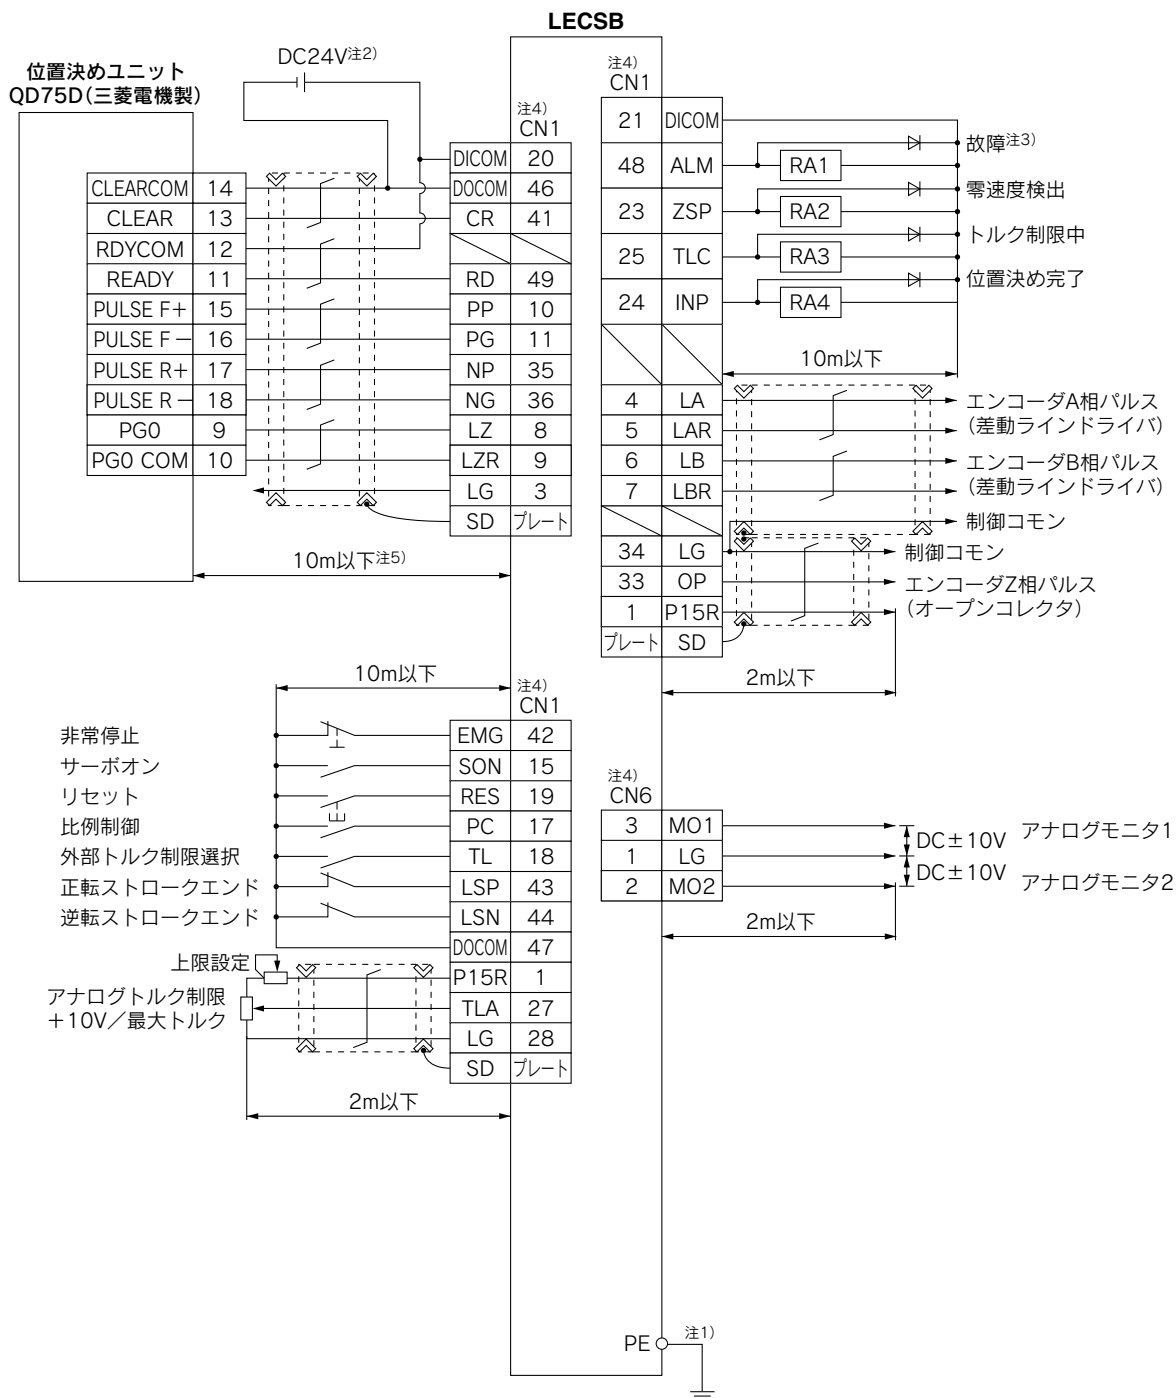 LECSB
DC24V注2)
位置決めユニット
QD75D(三菱電機製)
注4)
CN1
DICOM 20
CLEARCOM 14 DOCOM 46
CLEAR 13 CR 41
RDYCOM 12
READY 11 RD 49
PULSE F+ 15 PP 10
PULSE F− 16 PG 11
PULSE R+ 17 NP 35
PULSE R− 18 NG 36
PG0 9 LZ 8
PG0 COM 10 LZR 9
LG 3
SD プレート
10m以下注5)
注4)
CN1
21 DICOM
故障注3)
48 ALM RA1
零速度検出
23 ZSP RA2
トルク制限中
25 TLC RA3
位置決め完了
24 INP RA4
10m以下
4 LA エンコーダA相パルス
5 LAR (差動ラインドライバ)
6 LB エンコーダB相パルス
7 LBR (差動ラインドライバ)
制御コモン
34 LG 制御コモン
33 OP エンコーダZ相パルス
1 P15R (オープンコレクタ)
プレート SD
2m以下
10m以下
注4)
CN1
非常停止 EMG 42
サーボオン SON 15
リセット RES 19
比例制御 PC 17
外部トルク制限選択 TL 18
正転ストロークエンド LSP 43
逆転ストロークエンド LSN 44
DOCOM 47
上限設定 P15R 1
アナログトルク制限
+10V/最大トルク TLA 27
LG 28
SD プレート
2m以下
注4)
CN6
3 MO1 アナログモニタ1
DC±10V
1 LG
DC±10V
2 MO2 アナログモニタ2
2m以下
PE 注1)